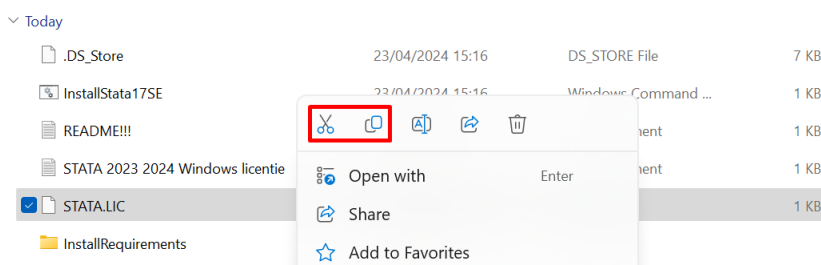 Today
.DS_Store 23/04/2024 15:16 DS_STORE File 7 KB
InstallStata17SE 23/04/2024 15:16 Windows Command ... 1 KB
README!!! 1 KB
STATA 2023 2024 Windows licentie 1 KB
STATA.LIC 1 KB
InstallRequirements
Open with Enter
Share
Add to Favorites